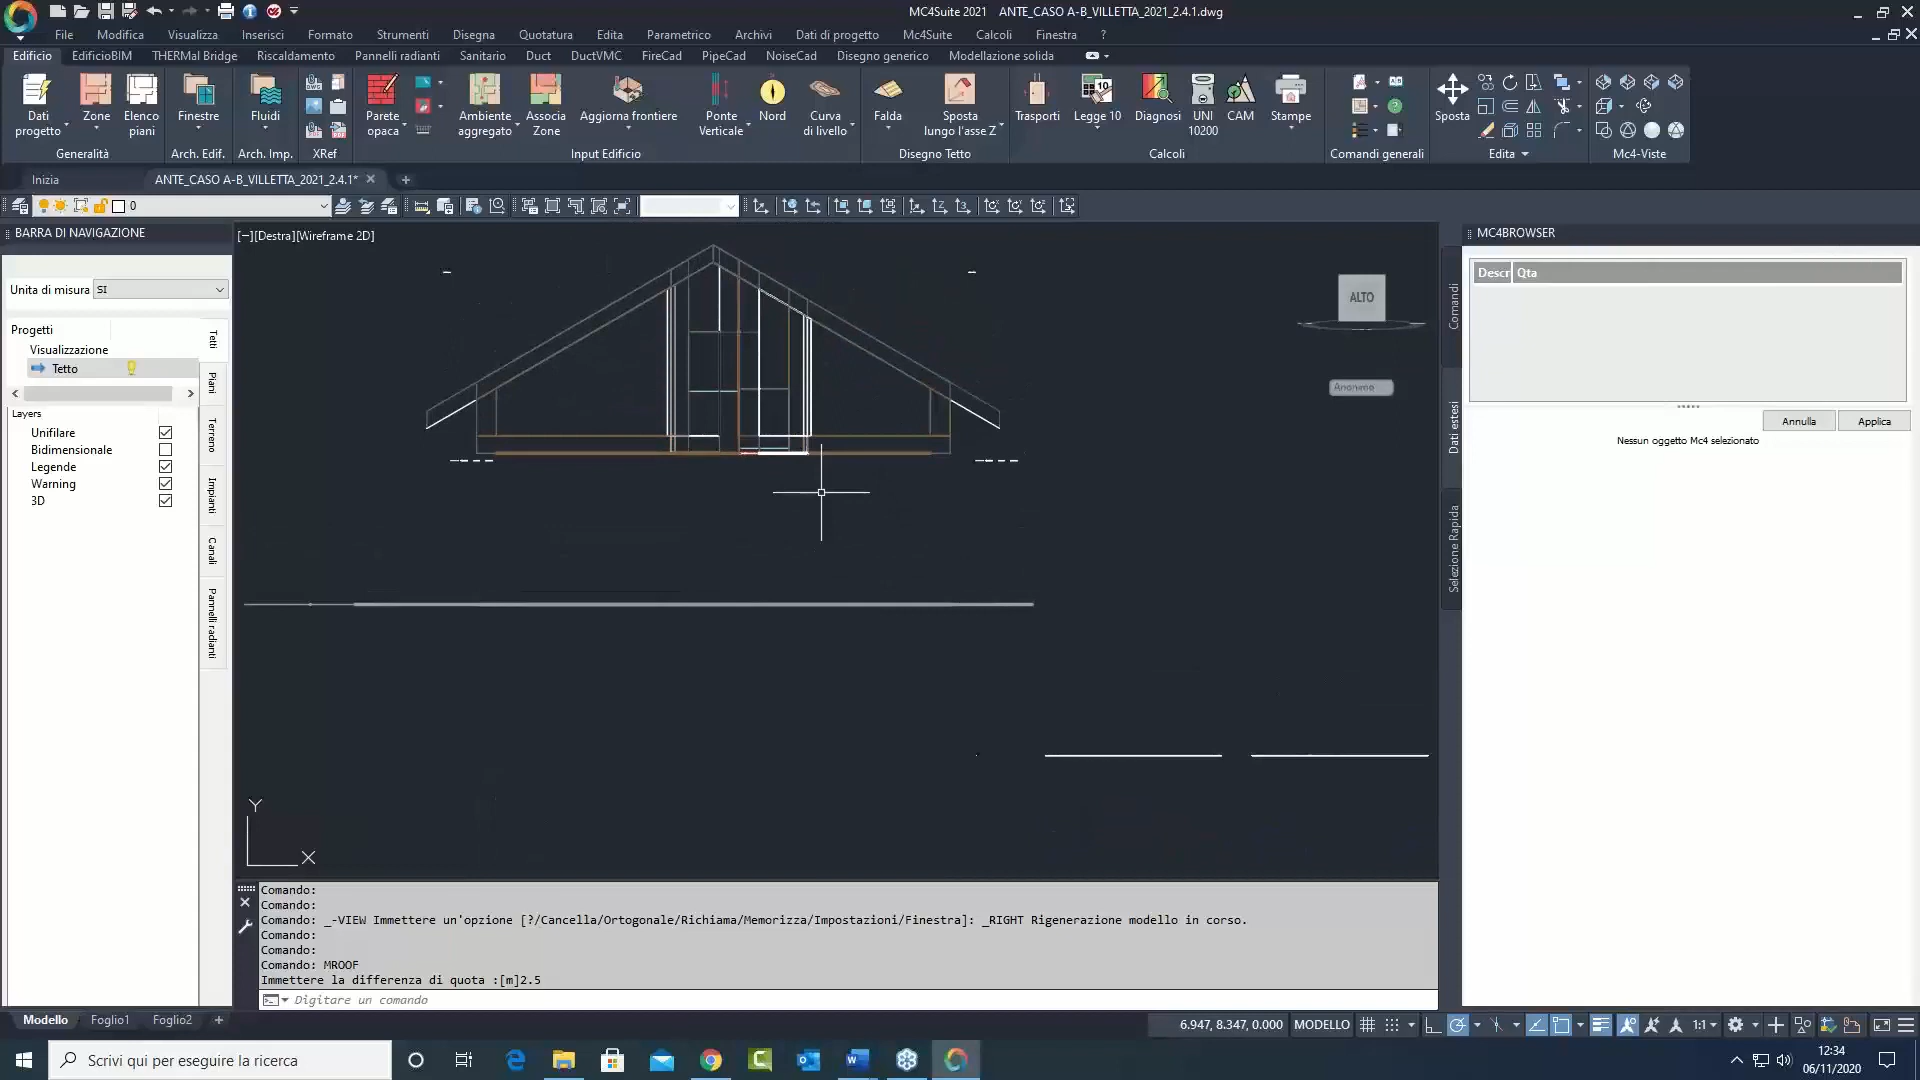 MC4Suite 2021 ANTE_CASO A-B_VILLETTA_2021_2.4.1.dwg
File Modifica Visualizza Inserisci Formato Strumenti Disegna Quotatura Edita Parametrico Archivi Dati di progetto Mc4Suite Calcoli Finestra ?
Edificio EdificioBIM THERMal Bridge Riscaldamento Pannelli radianti Sanitario Duct DuctVMC FireCad PipeCad NoiseCad Disegno generico Modellazione solida
Dati progetto
Zone
Elenco piani
Finestre
Fluidi
Parete opaca
Ambiente aggregato
Associa Zone
Aggiorna frontiere
Ponte Verticale
Nord
Curva di livello
Falda
Sposta lungo l'asse Z
Trasporti
Legge 10
Diagnosi
UNI 10200
CAM
Stampe
Sposta
Generalità Arch. Edif. Arch. Imp. XRef Input Edificio Disegno Tetto Calcoli Comandi generali Edita Mc4-Viste
Inizia ANTE_CASO A-B_VILLETTA_2021_2.4.1*
0
BARRA DI NAVIGAZIONE
Unita di misura SI
Progetti
Visualizzazione
Tetto
Layers
Unifilare
Bidimensionale
Legende
Warning
3D
Tetti
Piani
Terreno
Impianti
Canali
Pannelli radianti
[−][Destra][Wireframe 2D]
ALTO
Anonimo
Y
X
Comandi
Dati estesi
Selezione Rapida
MC4BROWSER
Descr Qta
Annulla Applica
Nessun oggetto Mc4 selezionato
Comando:
Comando:
Comando: _-VIEW Immettere un'opzione [?/Cancella/Ortogonale/Richiama/Memorizza/Impostazioni/Finestra]: _RIGHT Rigenerazione modello in corso.
Comando:
Comando:
Comando: MROOF
Immettere la differenza di quota :[m]2.5
Digitare un comando
Modello Foglio1 Foglio2 +
6.947, 8.347, 0.000 MODELLO 1:1
Scrivi qui per eseguire la ricerca
12:34
06/11/2020